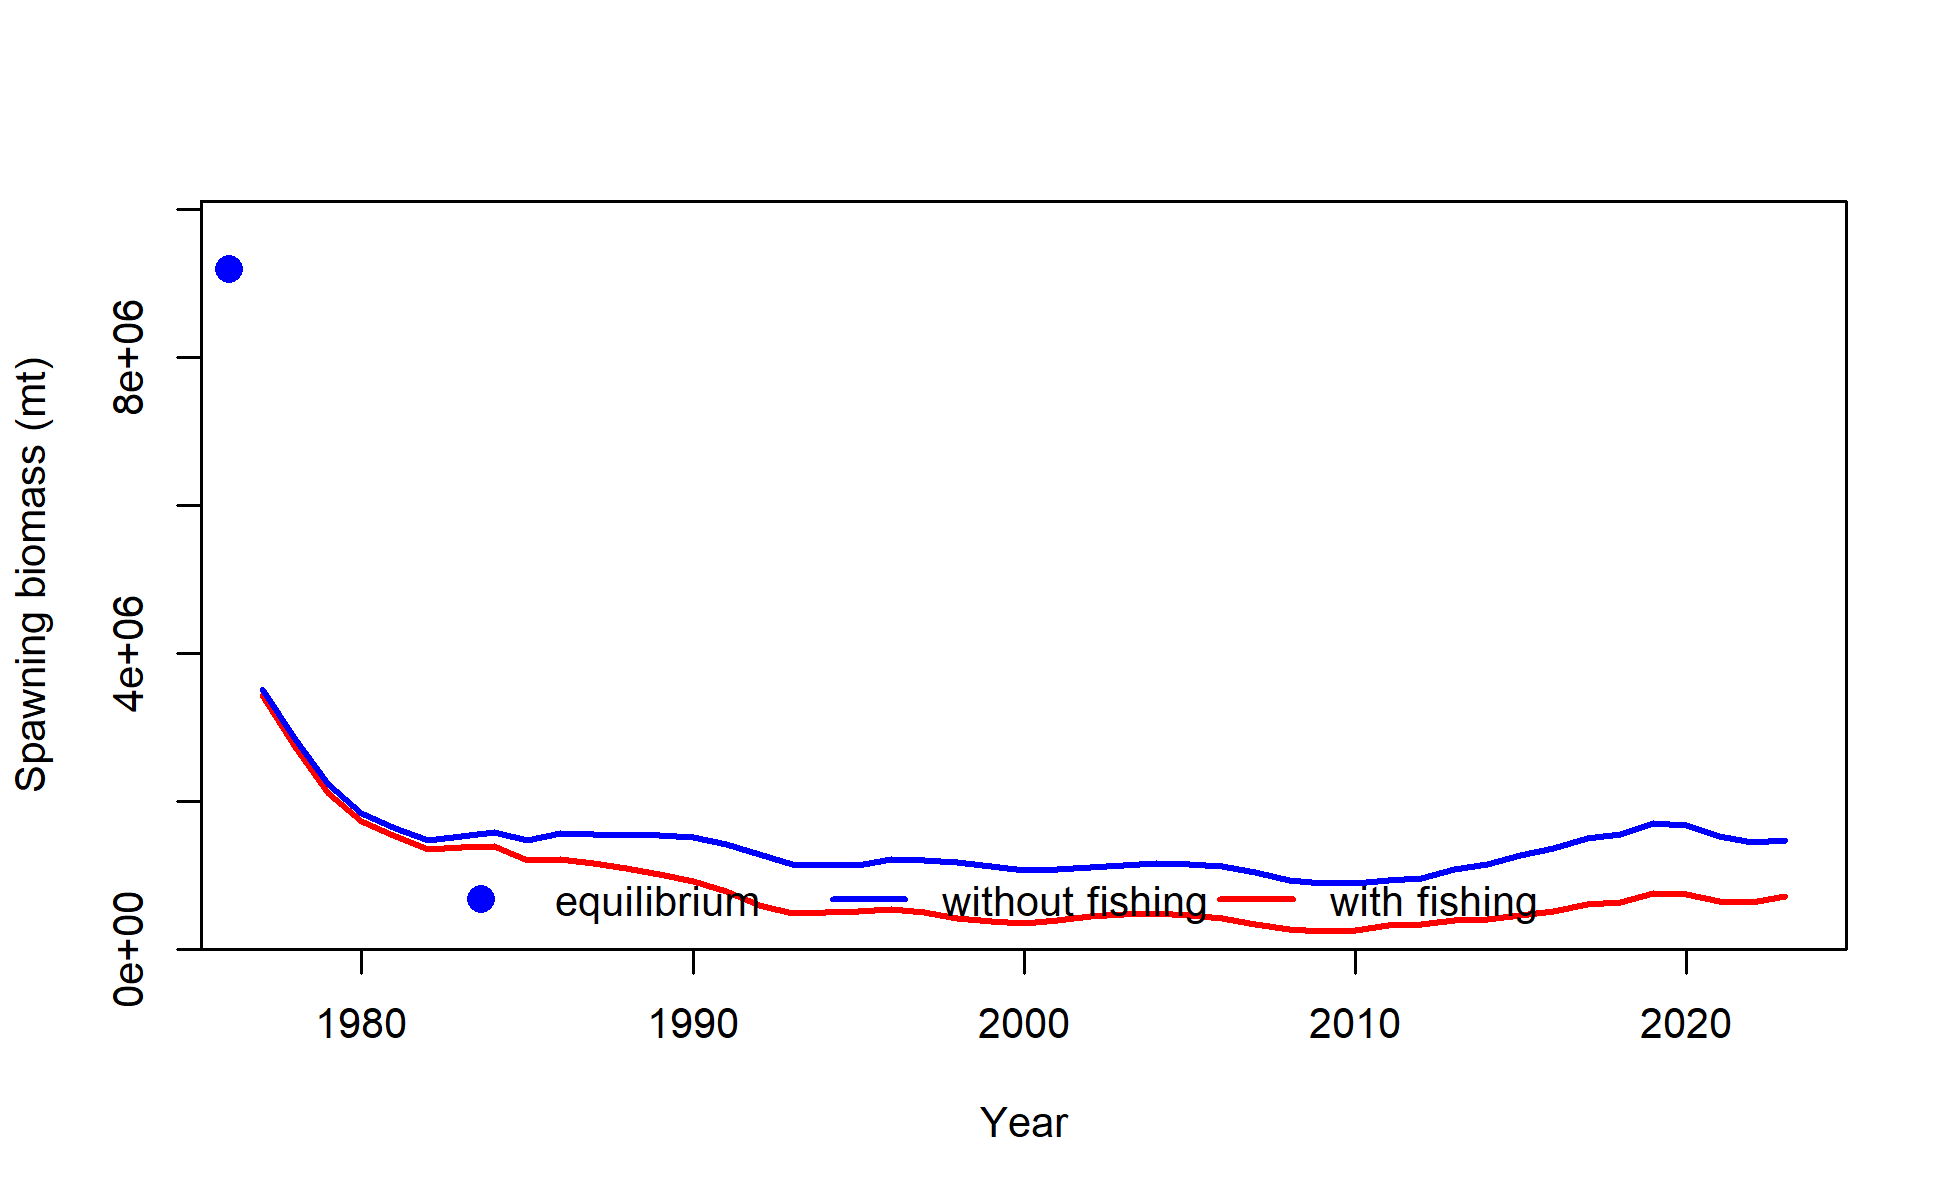 Spawning biomass (mt)
8e+06
4e+06
0e+00
equilibrium without fishing with fishing
1980 1990 2000 2010 2020
Year